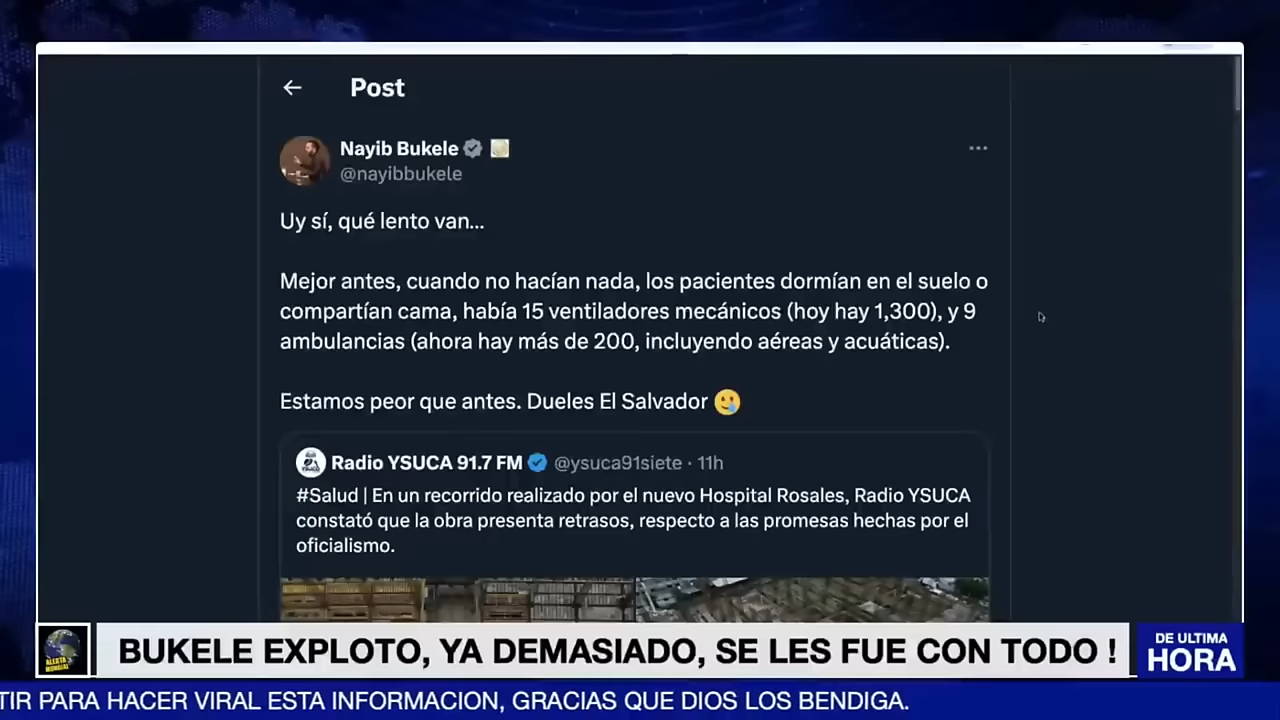 Post
Nayib Bukele
@nayibbukele
Uy sí, qué lento van...
Mejor antes, cuando no hacían nada, los pacientes dormían en el suelo o
compartían cama, había 15 ventiladores mecánicos (hoy hay 1,300), y 9
ambulancias (ahora hay más de 200, incluyendo aéreas y acuáticas).
Estamos peor que antes. Dueles El Salvador 🥲
Radio YSUCA 91.7 FM @ysuca91siete · 11h
#Salud | En un recorrido realizado por el nuevo Hospital Rosales, Radio YSUCA
constató que la obra presenta retrasos, respecto a las promesas hechas por el
oficialismo.
ALERTA
MUNDIAL
BUKELE EXPLOTO, YA DEMASIADO, SE LES FUE CON TODO !
DE ULTIMA
HORA
TIR PARA HACER VIRAL ESTA INFORMACION, GRACIAS QUE DIOS LOS BENDIGA.